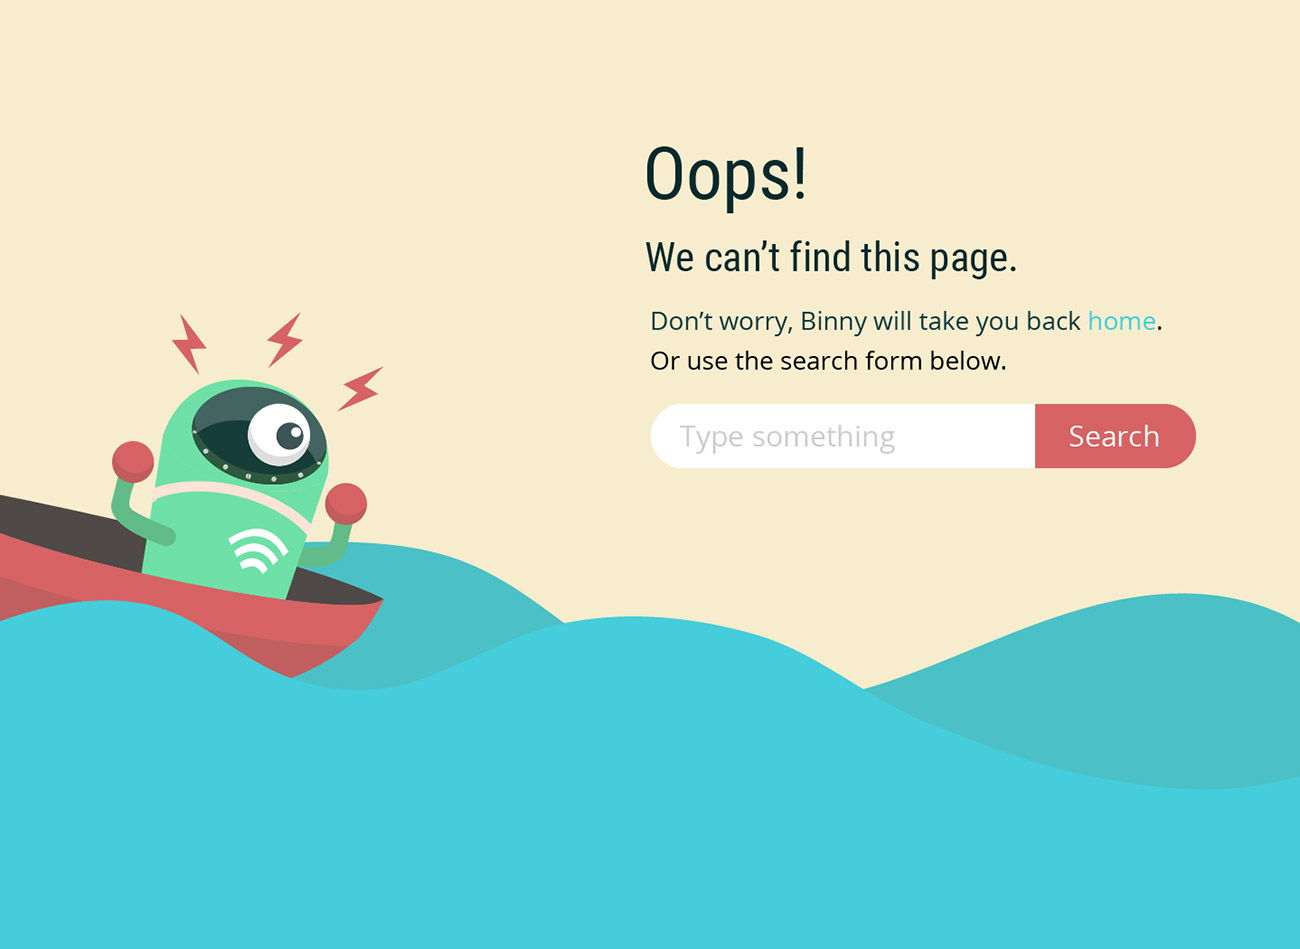 Oops!
We can’t find this page.
Don’t worry, Binny will take you back home.
Or use the search form below.
Type something
Search